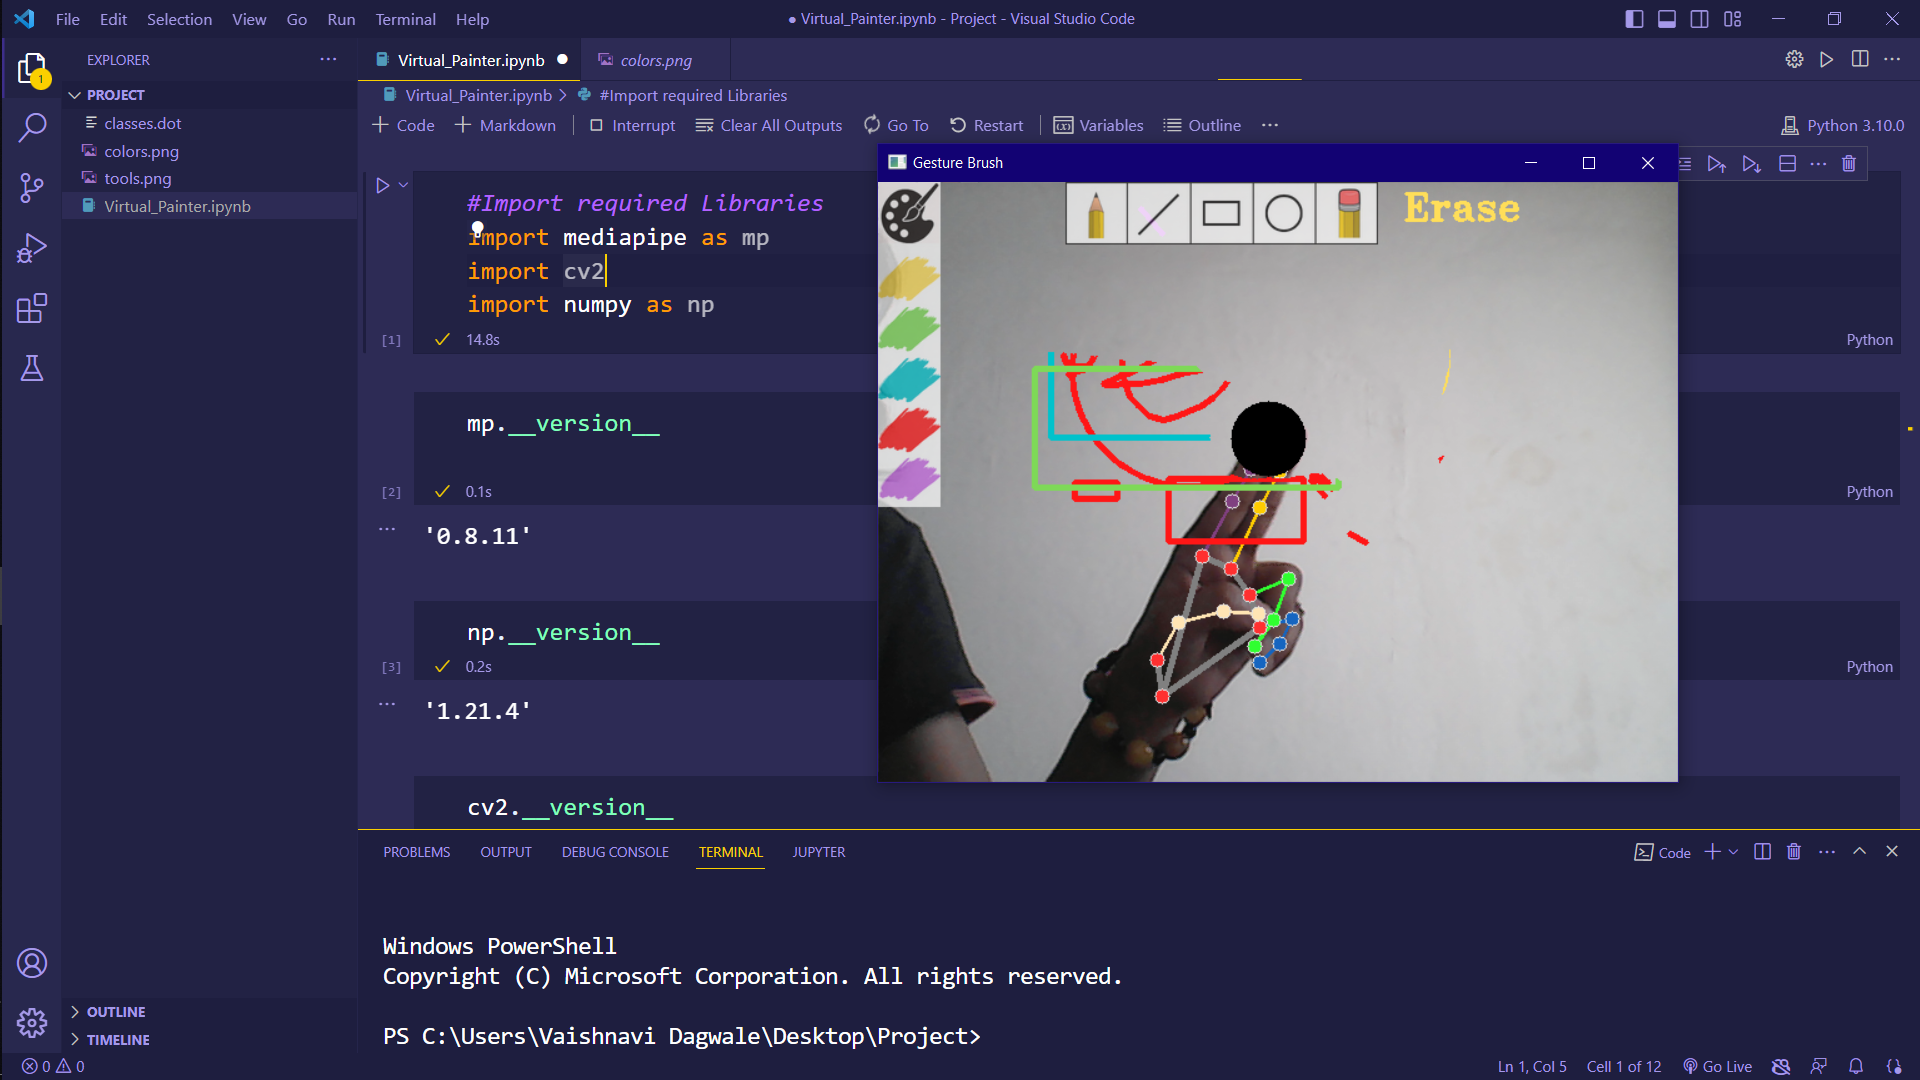 File Edit Selection View Go Run Terminal Help
● Virtual_Painter.ipynb - Project - Visual Studio Code
1
EXPLORER
PROJECT
classes.dot
colors.png
tools.png
Virtual_Painter.ipynb
OUTLINE
TIMELINE
Virtual_Painter.ipynb
colors.png
Virtual_Painter.ipynb > #Import required Libraries
+ Code + Markdown Interrupt Clear All Outputs Go To Restart Variables Outline ...
Python 3.10.0
#Import required Libraries
import mediapipe as mp
import cv2
import numpy as np
[1] 14.8s Python
mp.__version__
[2] 0.1s Python
'0.8.11'
np.__version__
[3] 0.2s Python
'1.21.4'
cv2.__version__
Gesture Brush
Erase
PROBLEMS OUTPUT DEBUG CONSOLE TERMINAL JUPYTER
Code
Windows PowerShell
Copyright (C) Microsoft Corporation. All rights reserved.
PS C:\Users\Vaishnavi Dagwale\Desktop\Project>
0 0
Ln 1, Col 5 Cell 1 of 12 Go Live